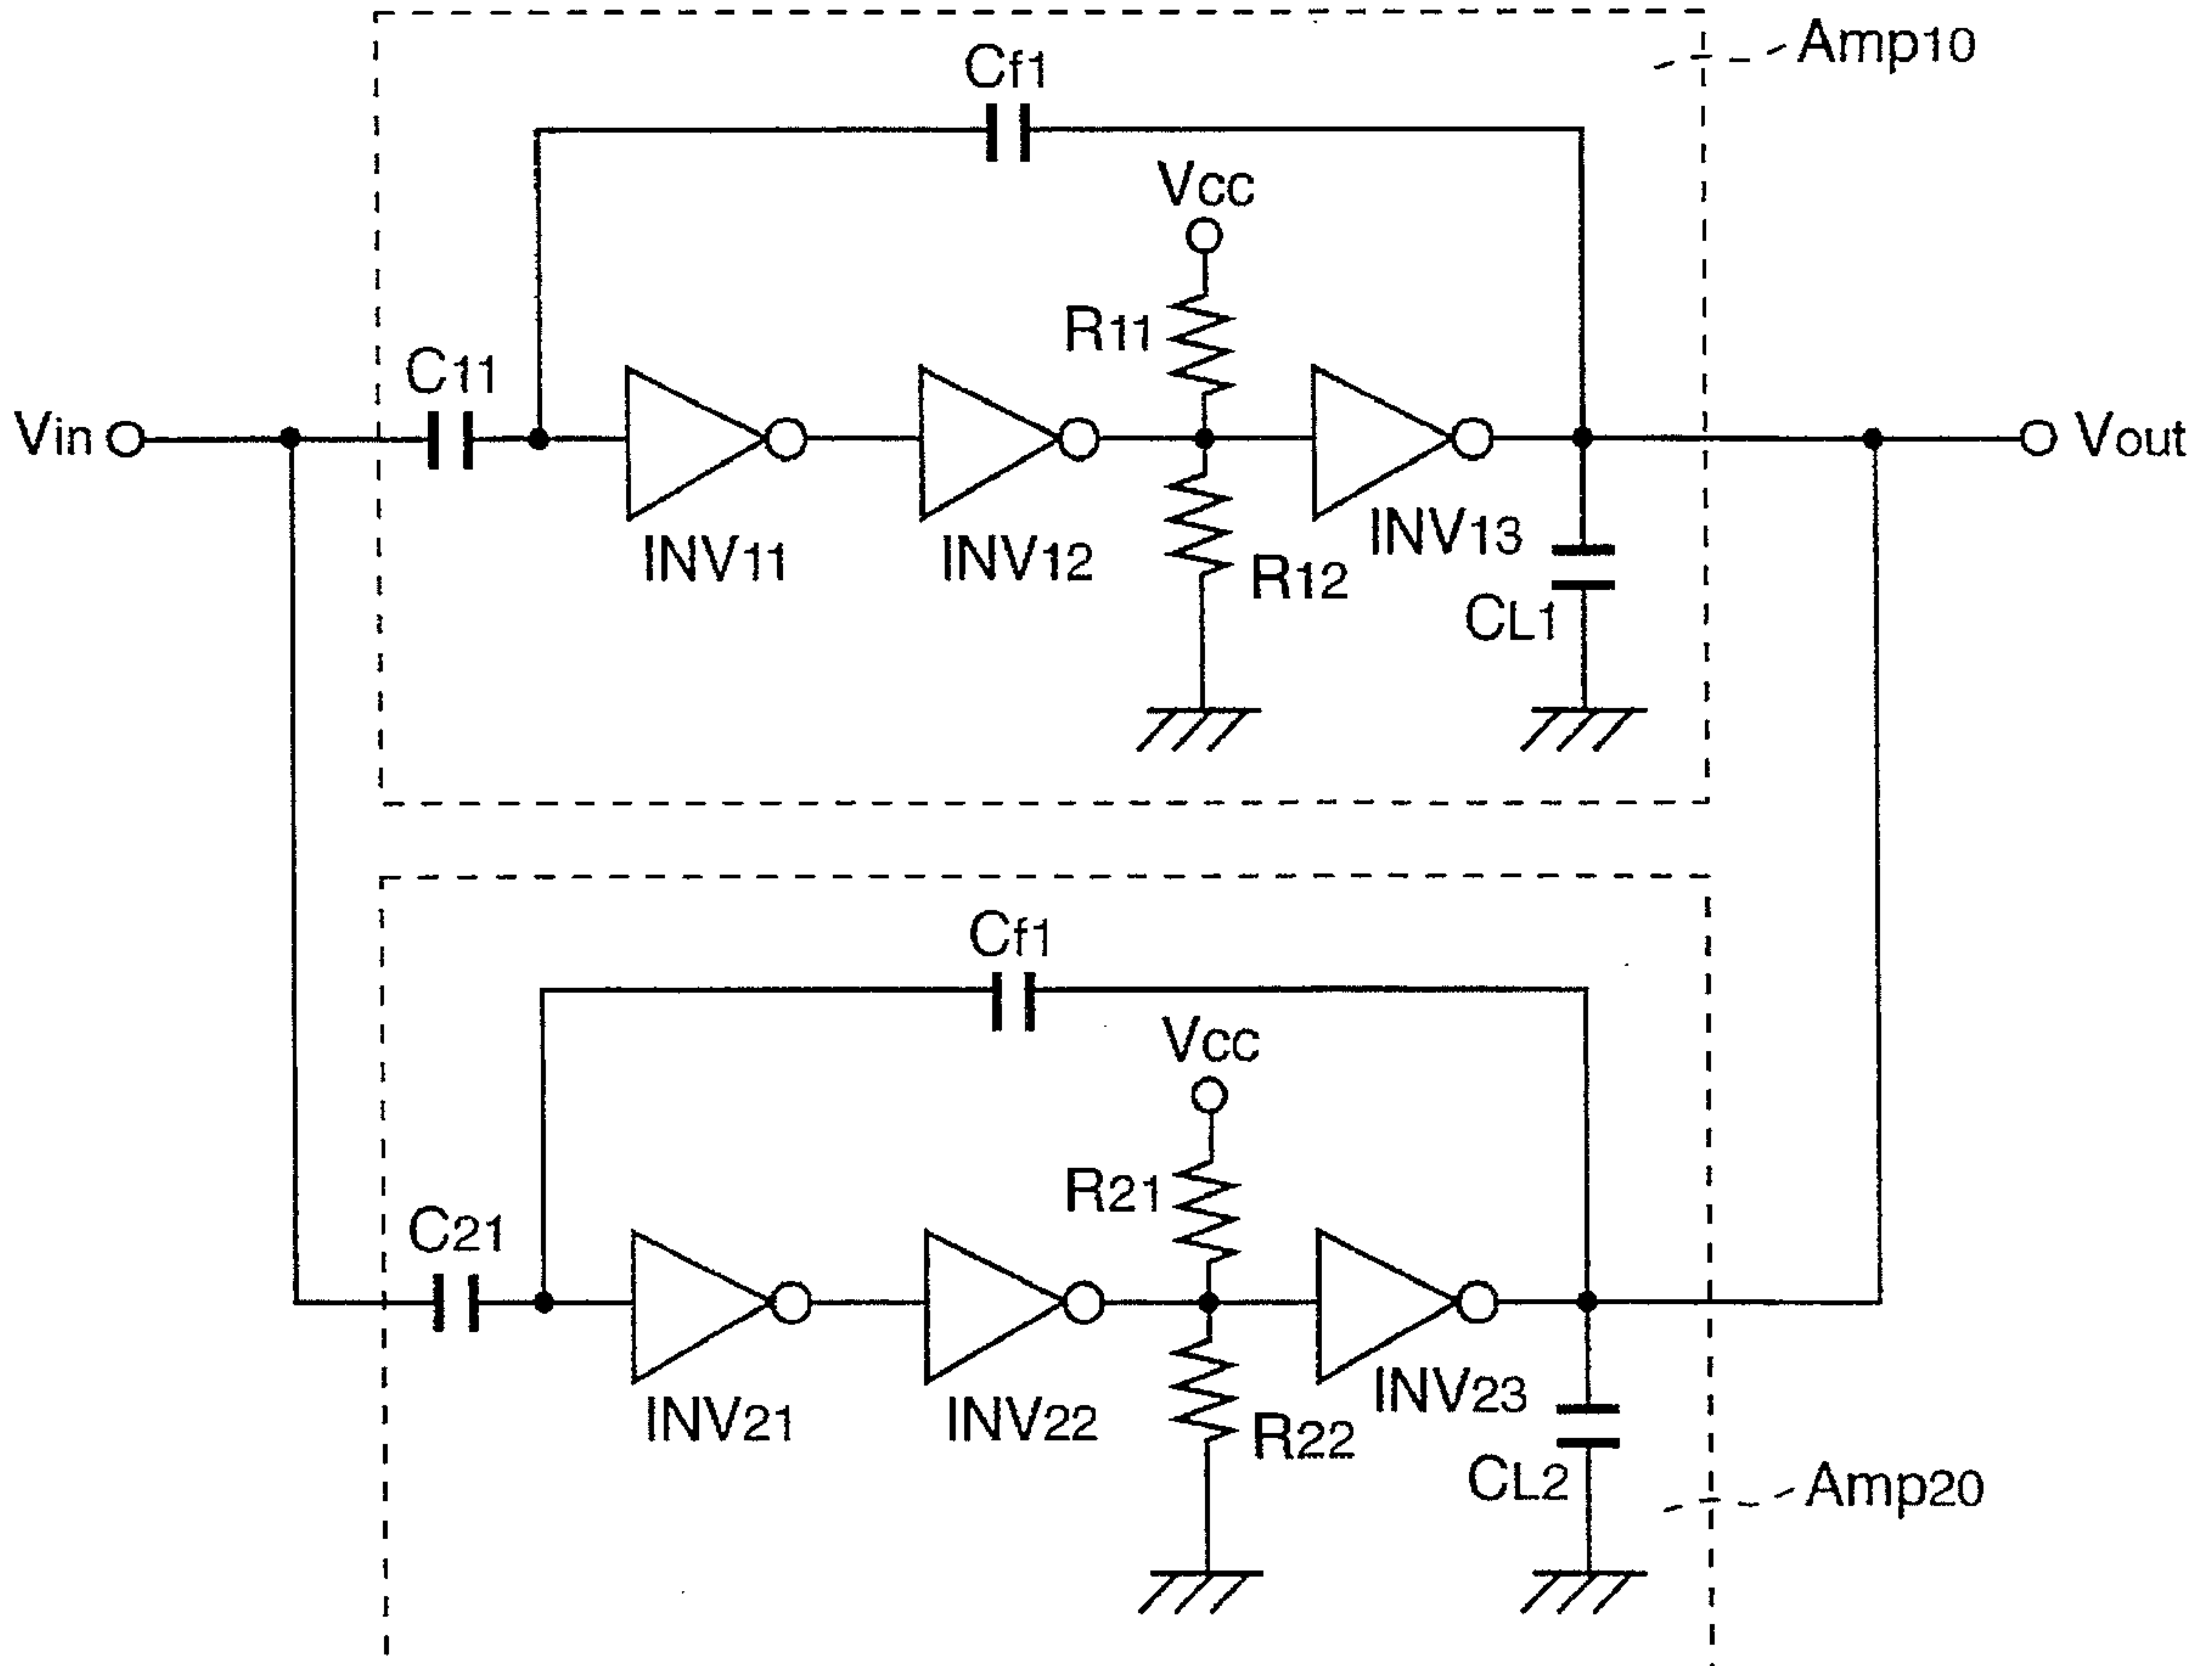 Amp10
Cf1
Vcc
R11
C11
Vin
Vout
INV11
INV12
INV13
R12
CL1
Cf1
Vcc
R21
C21
INV21
INV22
INV23
R22
CL2
Amp20